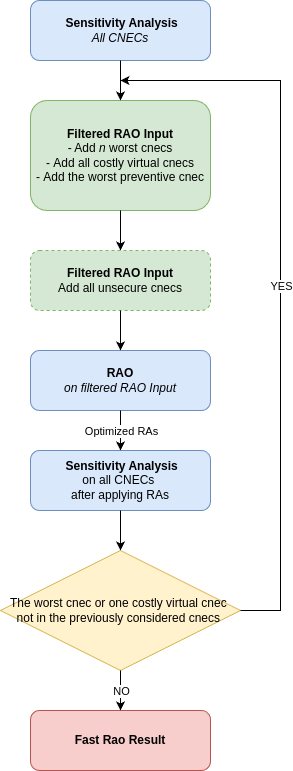 Sensitivity Analysis
All CNECs
Filtered RAO Input
- Add n worst cnecs
- Add all costly virtual cnecs
- Add the worst preventive cnec
Filtered RAO Input
Add all unsecure cnecs
YES
RAO
on filtered RAO Input
Optimized RAs
Sensitivity Analysis
on all CNECs
after applying RAs
The worst cnec or one costly virtual cnec
not in the previously considered cnecs
NO
Fast Rao Result